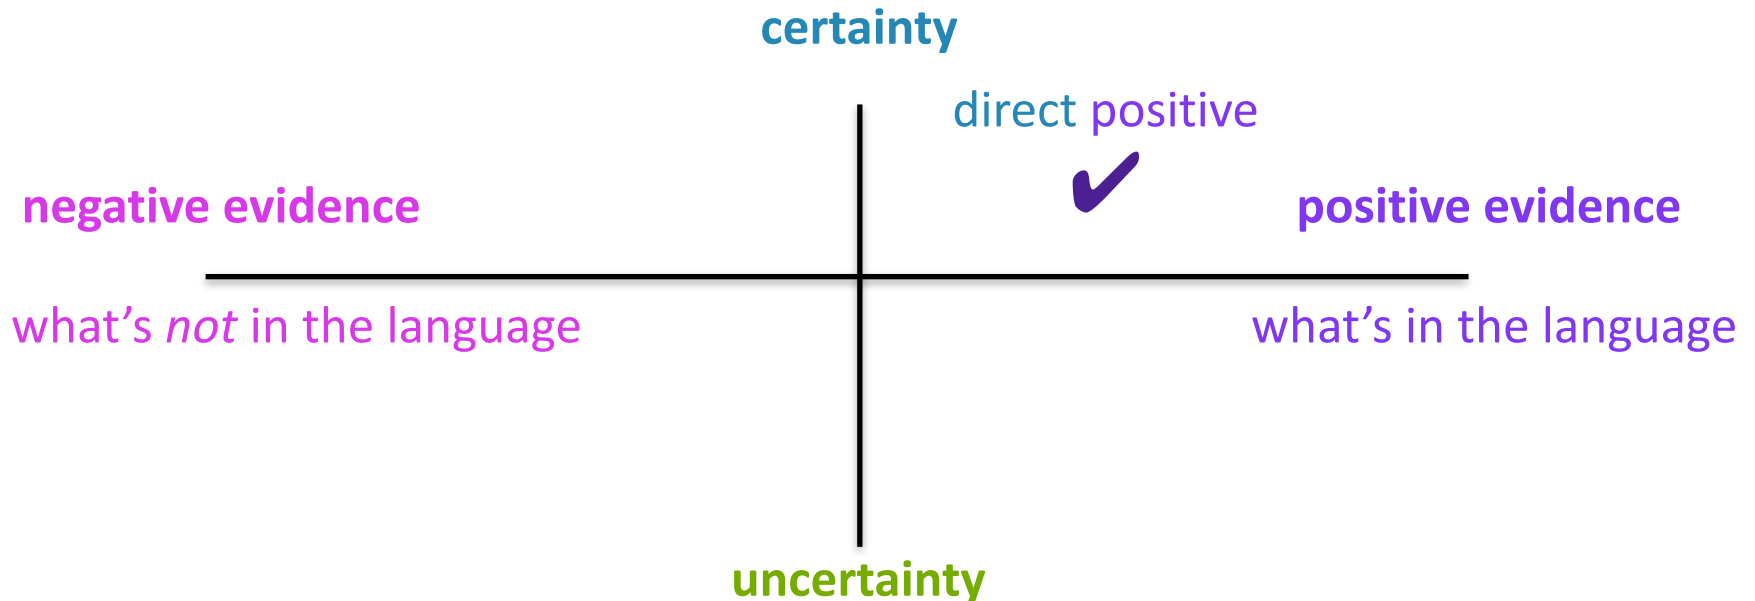 certainty
direct positive
negative evidence
positive evidence
what’s not in the language
what’s in the language
uncertainty